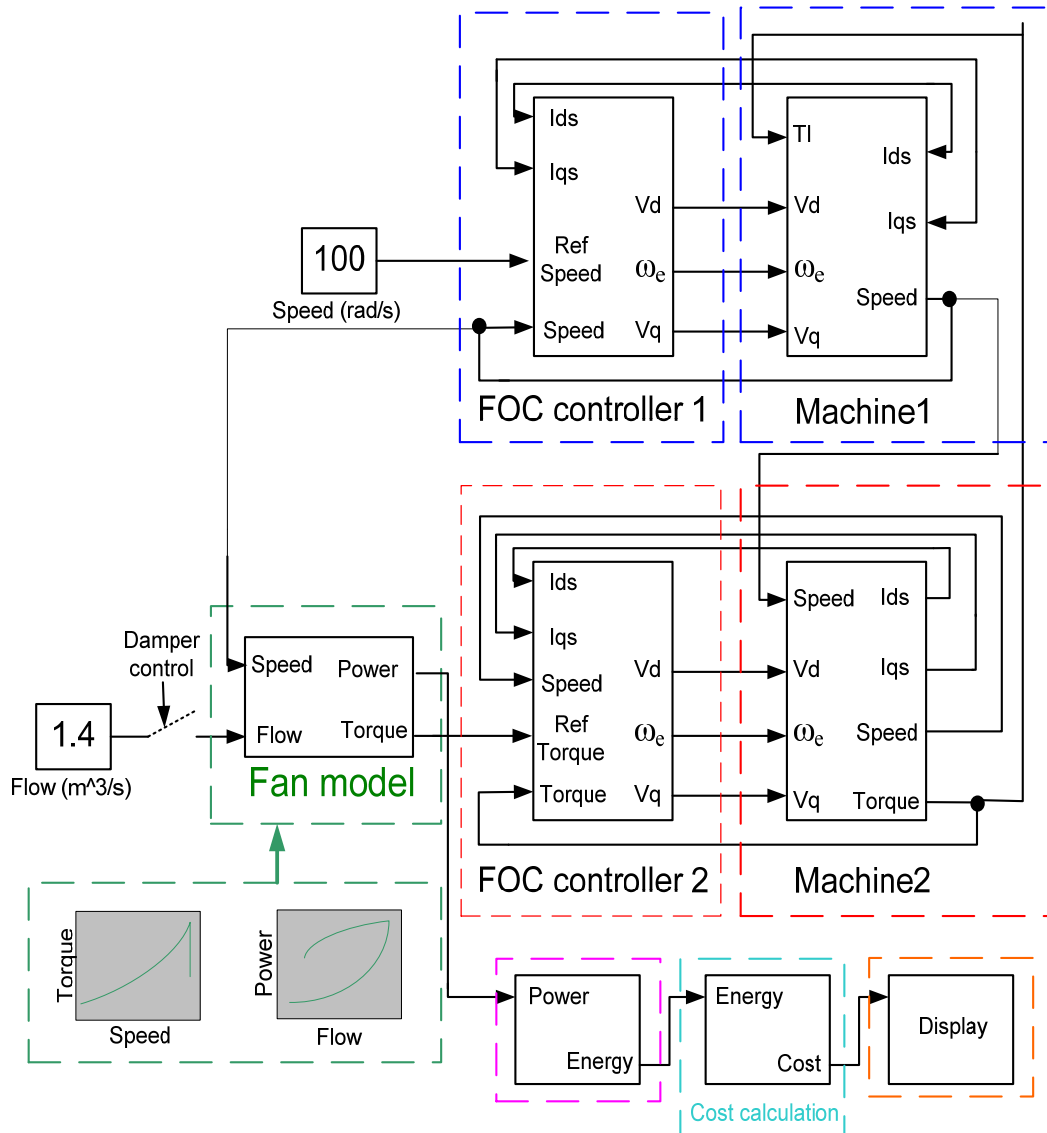 Ids
Iqs
Ref
Speed
Speed
Vd
ωe
Vq
FOC controller 1
Tl
Vd
ωe
Vq
Ids
Iqs
Speed
Machine1
100
Speed (rad/s)
Ids
Iqs
Speed
Ref
Torque
Torque
Vd
ωe
Vq
FOC controller 2
Speed
Vd
ωe
Vq
Ids
Iqs
Speed
Torque
Machine2
Damper
control
1.4
Flow (m^3/s)
Speed
Flow
Power
Torque
Fan model
Torque
Speed
Power
Flow
Power
Energy
Energy
Cost
Cost calculation
Display